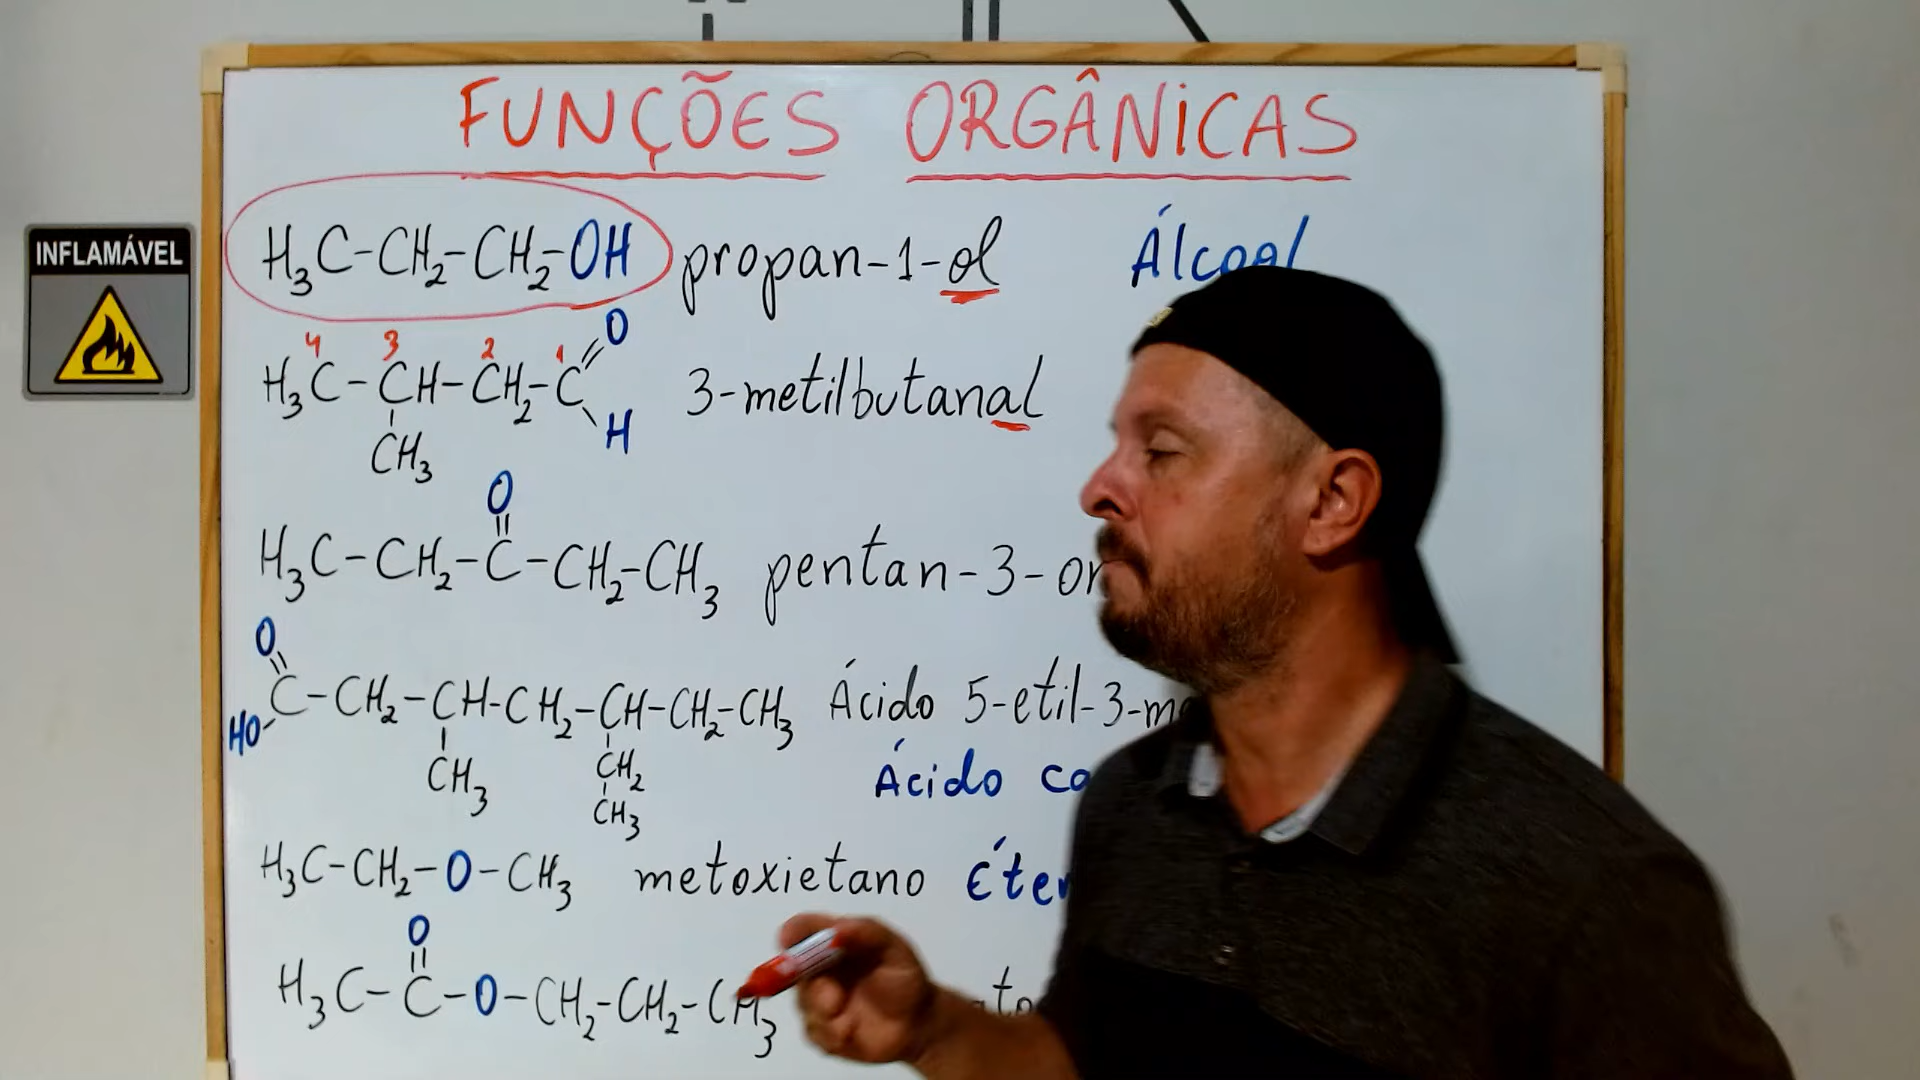 FUNÇÕES ORGÂNICAS
INFLAMÁVEL
H₃C-CH₂-CH₂-OH propan-1-ol Álcool
4 3 2 1 O
H₃C-CH-CH₂-C 3-metilbutanal
H
CH₃
O
H₃C-CH₂-C-CH₂-CH₃ pentan-3-
O
C-CH₂-CH-CH₂-CH-CH₂-CH₃ Ácido 5-etil-3-
HO
CH₃ CH₂ Ácido
CH₃
H₃C-CH₂-O-CH₃ metoxietano Éter
O
H₃C-C-O-CH₂-CH₂-CH₃